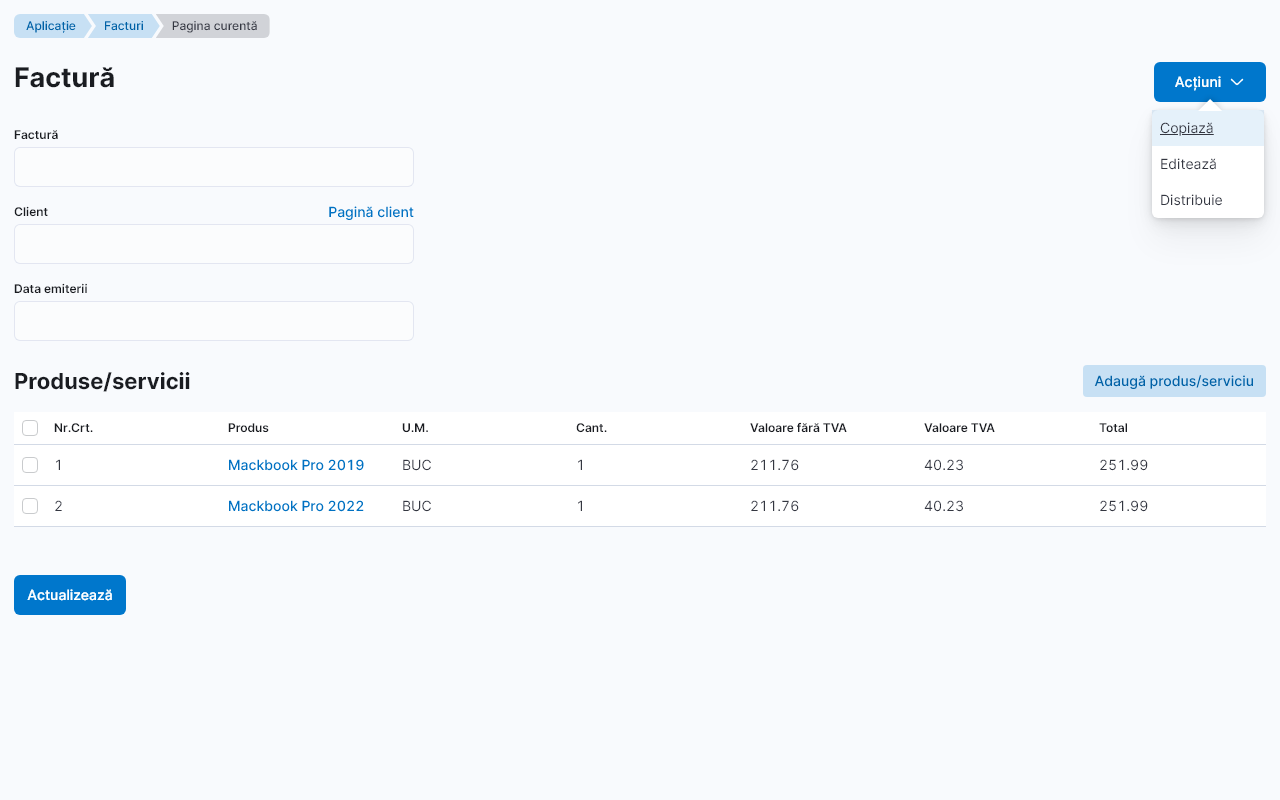 Aplicație Facturi Pagina curentă
Factură
Acțiuni
Copiază
Editează
Distribuie
Factură
Client Pagină client
Data emiterii
Produse/servicii
Adaugă produs/serviciu
Nr.Crt. Produs U.M. Cant. Valoare fără TVA Valoare TVA Total
1 Mackbook Pro 2019 BUC 1 211.76 40.23 251.99
2 Mackbook Pro 2022 BUC 1 211.76 40.23 251.99
Actualizează